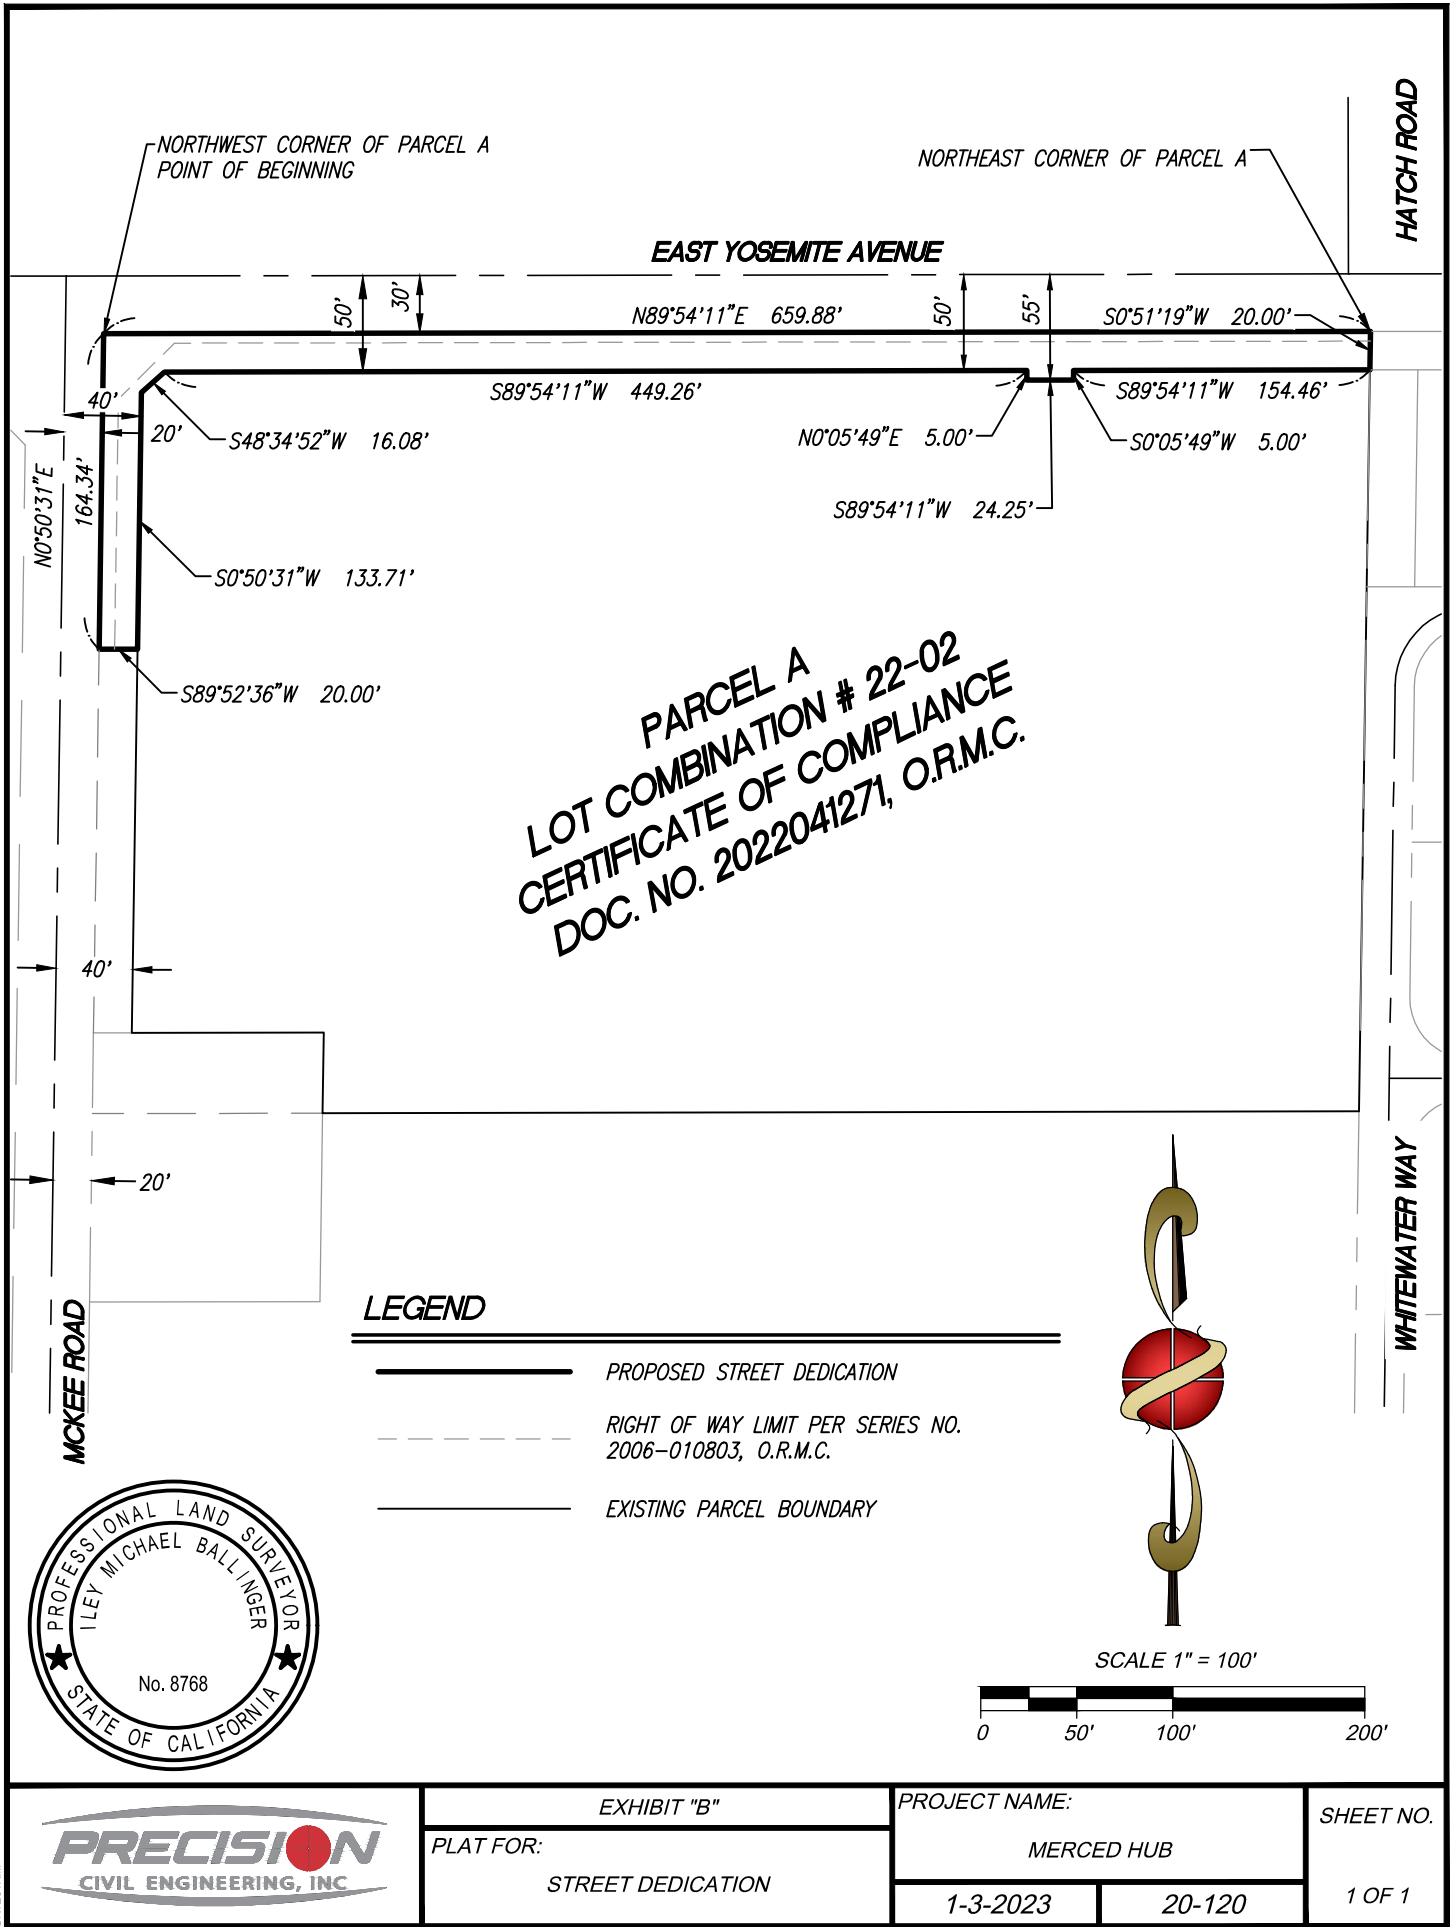 HATCH ROAD
NORTHWEST CORNER OF PARCEL A
POINT OF BEGINNING
NORTHEAST CORNER OF PARCEL A
EAST YOSEMITE AVENUE
50'
30'
N89°54'11"E 659.88'
50'
55'
S0°51'19"W 20.00'
S89°54'11"W 449.26'
S89°54'11"W 154.46'
40'
20'
S48°34'52"W 16.08'
N0°05'49"E 5.00'
S0°05'49"W 5.00'
N0°50'31"E
164.34'
S89°54'11"W 24.25'
S0°50'31"W 133.71'
S89°52'36"W 20.00'
PARCEL A
LOT COMBINATION # 22-02
CERTIFICATE OF COMPLIANCE
DOC. NO. 2022041271, O.R.M.C.
40'
20'
MCKEE ROAD
WHITEWATER WAY
LEGEND
PROPOSED STREET DEDICATION
RIGHT OF WAY LIMIT PER SERIES NO.
2006-010803, O.R.M.C.
EXISTING PARCEL BOUNDARY
PROFESSIONAL LAND SURVEYOR
ILEY MICHAEL BALLINGER
No. 8768
STATE OF CALIFORNIA
SCALE 1" = 100'
0 50' 100' 200'
PRECISION
CIVIL ENGINEERING, INC
EXHIBIT "B"
PLAT FOR:
STREET DEDICATION
PROJECT NAME:
MERCED HUB
1-3-2023
20-120
SHEET NO.
1 OF 1